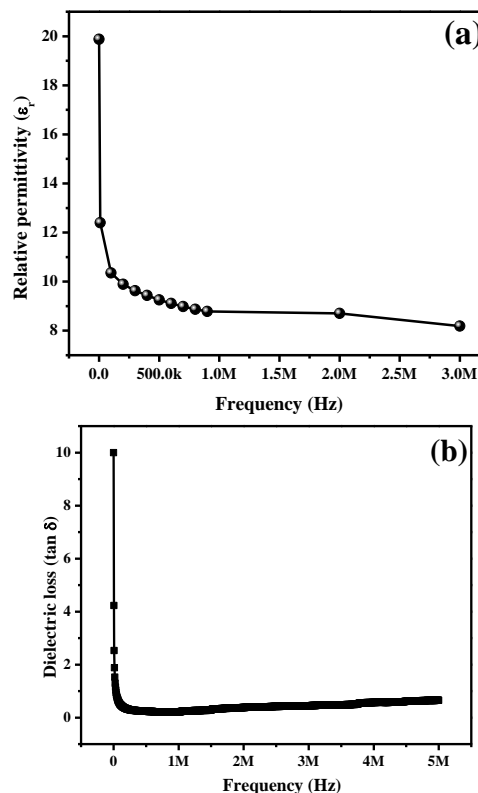 (a)
Relative permittivity (εr)
20
18
16
14
12
10
8
0.0 500.0k 1.0M 1.5M 2.0M 2.5M 3.0M
Frequency (Hz)
(b)
Dielectric loss (tan δ)
10
8
6
4
2
0
0 1M 2M 3M 4M 5M
Frequency (Hz)